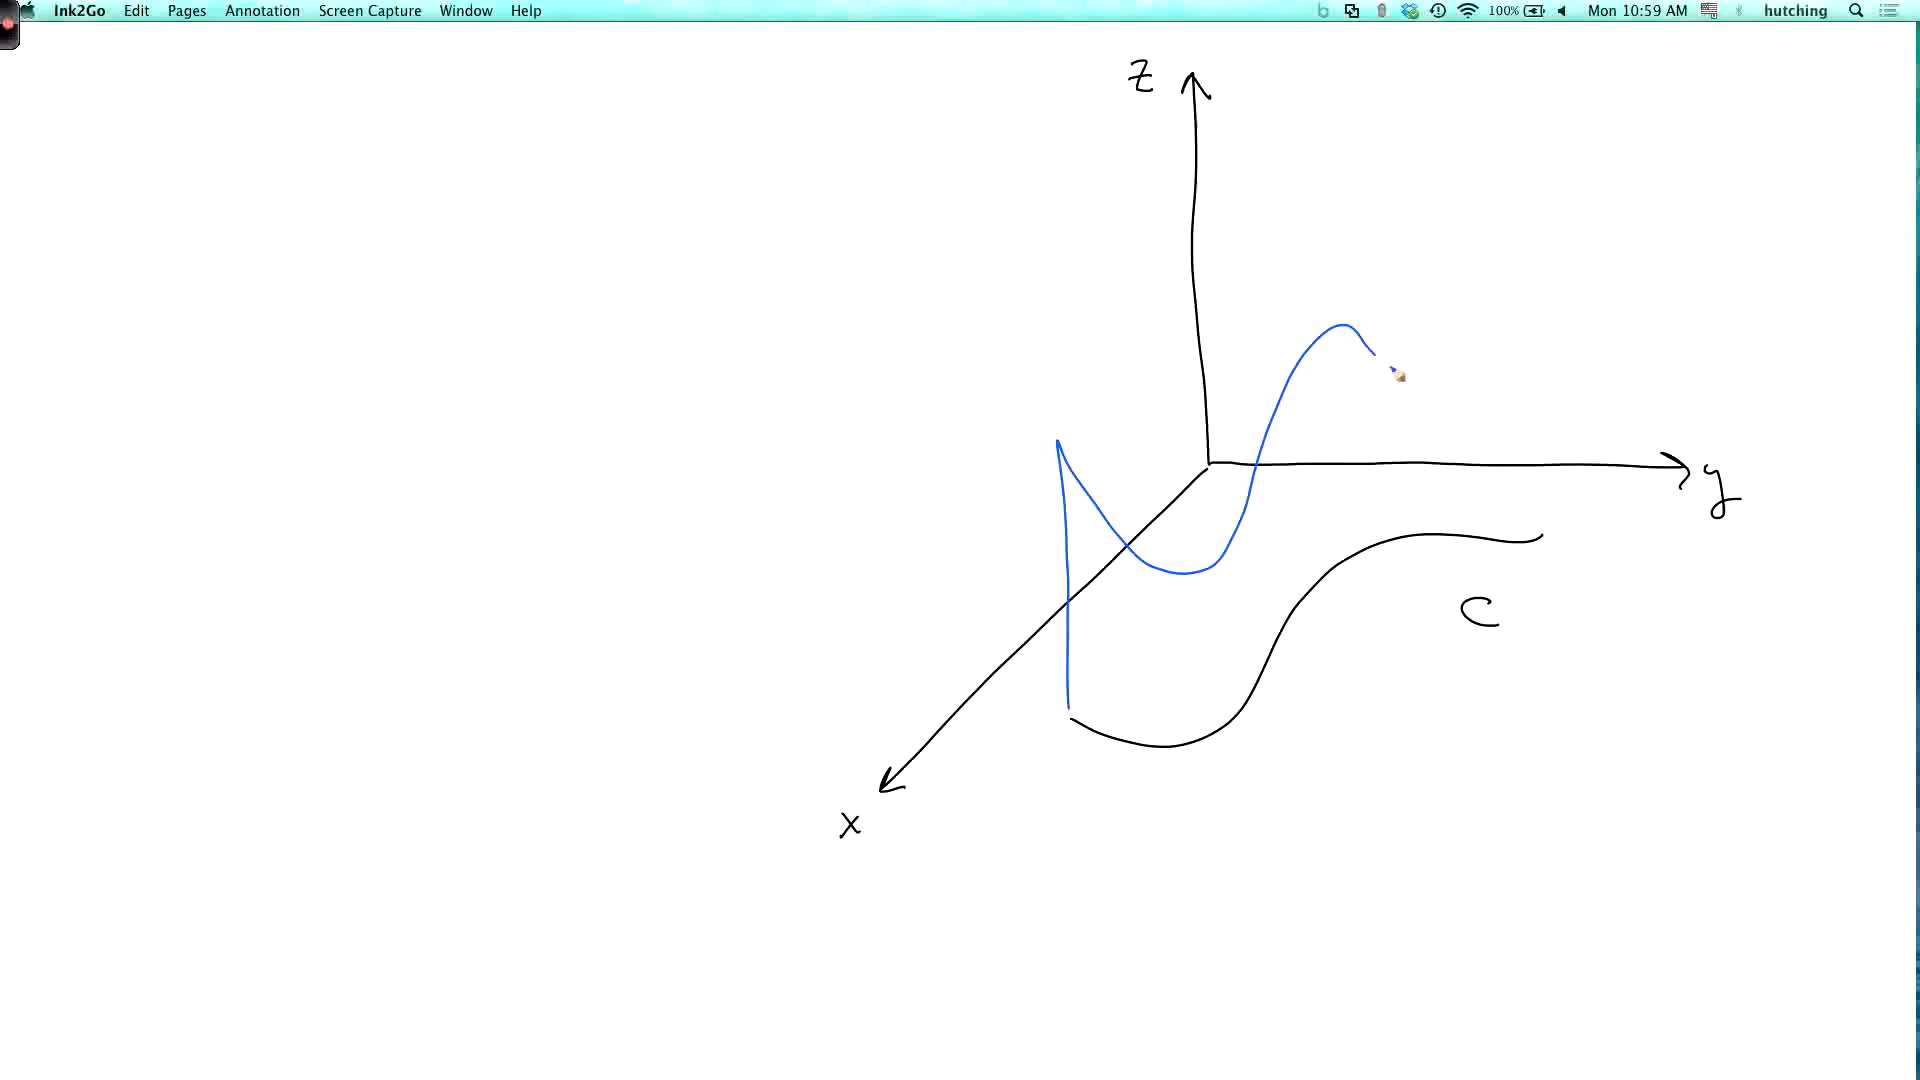 Ink2Go Edit Pages Annotation Screen Capture Window Help 100% Mon 10:59 AM hutching
z
y
C
x